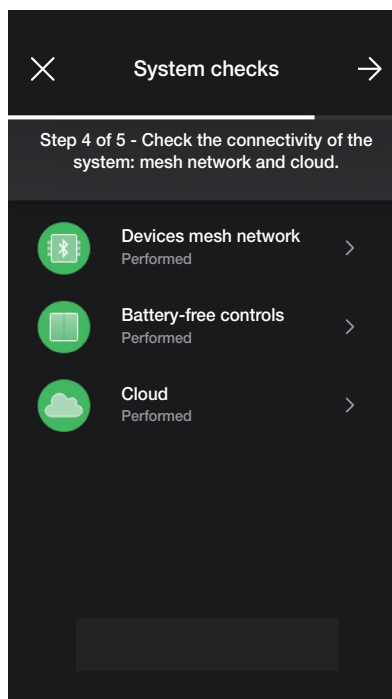 System checks
Step 4 of 5 - Check the connectivity of the
system: mesh network and cloud.
Devices mesh network
Performed
Battery-free controls
Performed
Cloud
Performed